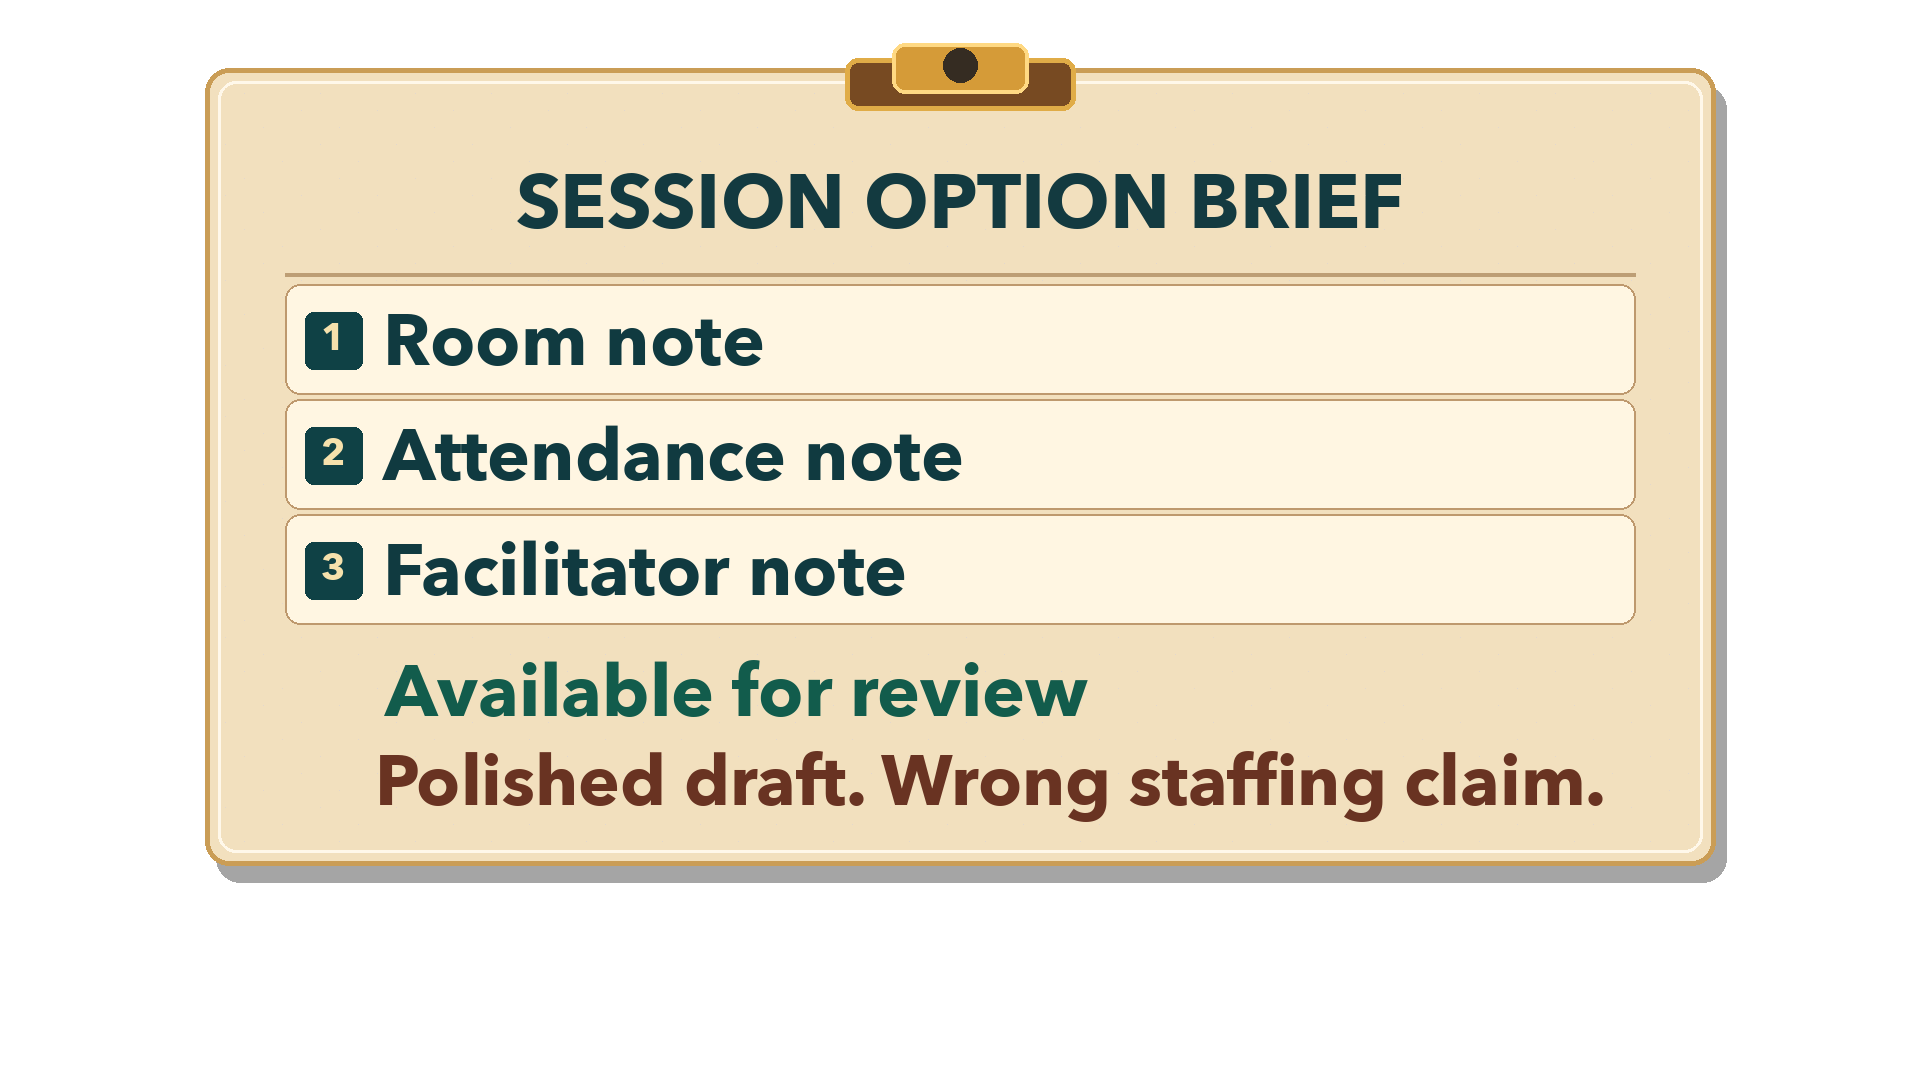 SESSION OPTION BRIEF
1 Room note
2 Attendance note
3 Facilitator note
Available for review
Polished draft. Wrong staffing claim.